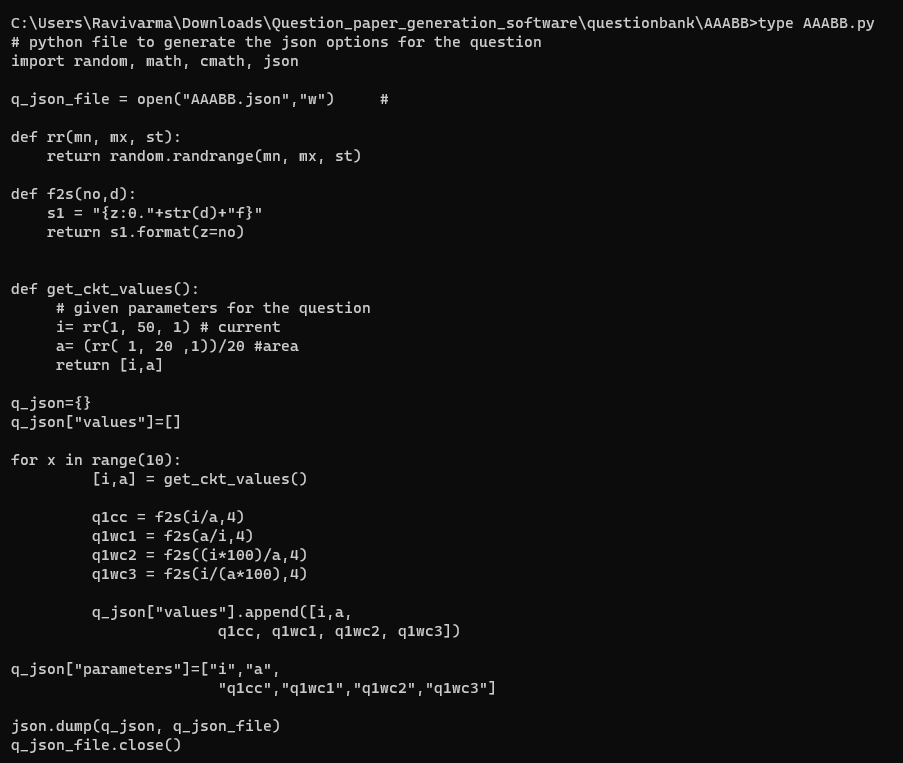 C:\Users\Ravivarma\Downloads\Question_paper_generation_software\questionbank\AAABB>type AAABB.py
# python file to generate the json options for the question
import random, math, cmath, json

q_json_file = open("AAABB.json","w")     #

def rr(mn, mx, st):
    return random.randrange(mn, mx, st)

def f2s(no,d):
    s1 = "{z:0."+str(d)+"f}"
    return s1.format(z=no)


def get_ckt_values():
     # given parameters for the question
     i= rr(1, 50, 1) # current
     a= (rr( 1, 20 ,1))/20 #area
     return [i,a]

q_json={}
q_json["values"]=[]

for x in range(10):
         [i,a] = get_ckt_values()

         q1cc = f2s(i/a,4)
         q1wc1 = f2s(a/i,4)
         q1wc2 = f2s((i*100)/a,4)
         q1wc3 = f2s(i/(a*100),4)

         q_json["values"].append([i,a,
                       q1cc, q1wc1, q1wc2, q1wc3])

q_json["parameters"]=["i","a",
                       "q1cc","q1wc1","q1wc2","q1wc3"]

json.dump(q_json, q_json_file)
q_json_file.close()